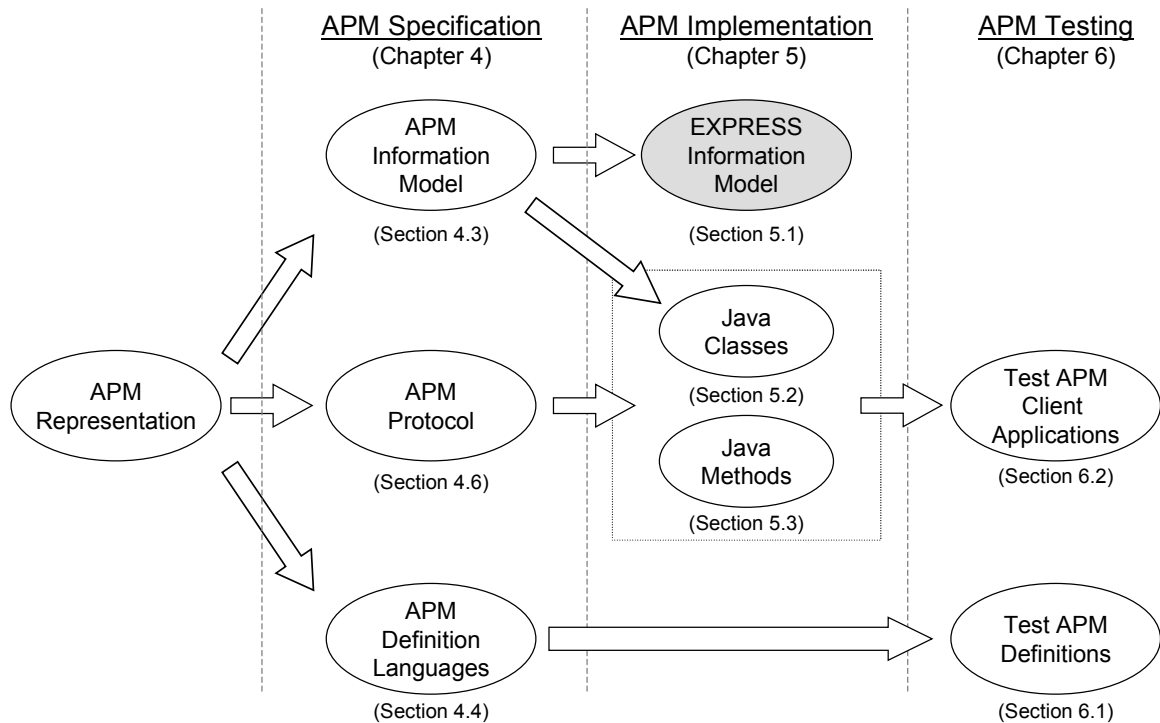 APM Specification
(Chapter 4)
APM Implementation
(Chapter 5)
APM Testing
(Chapter 6)
APM
Information
Model
(Section 4.3)
EXPRESS
Information
Model
(Section 5.1)
Java
Classes
(Section 5.2)
APM
Representation
APM
Protocol
(Section 4.6)
Java
Methods
(Section 5.3)
Test APM
Client
Applications
(Section 6.2)
APM
Definition
Languages
(Section 4.4)
Test APM
Definitions
(Section 6.1)